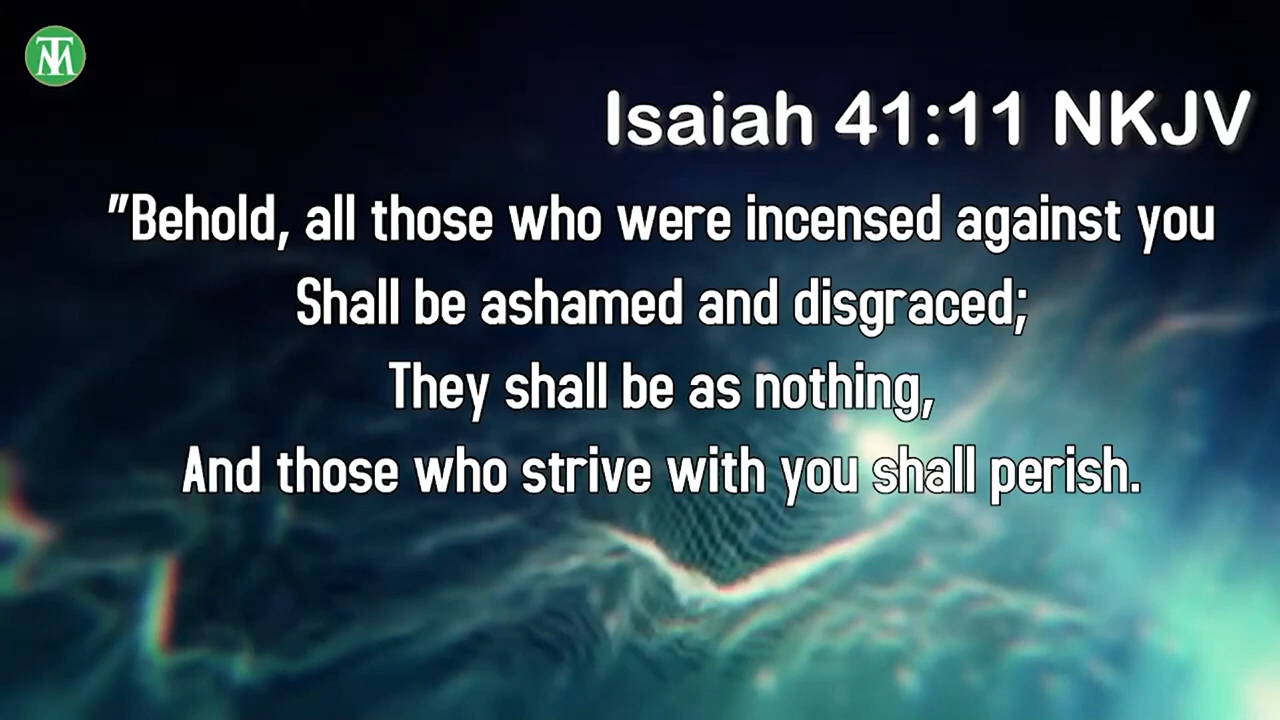 TM
Isaiah 41:11 NKJV
"Behold, all those who were incensed against you
Shall be ashamed and disgraced;
They shall be as nothing,
And those who strive with you shall perish.